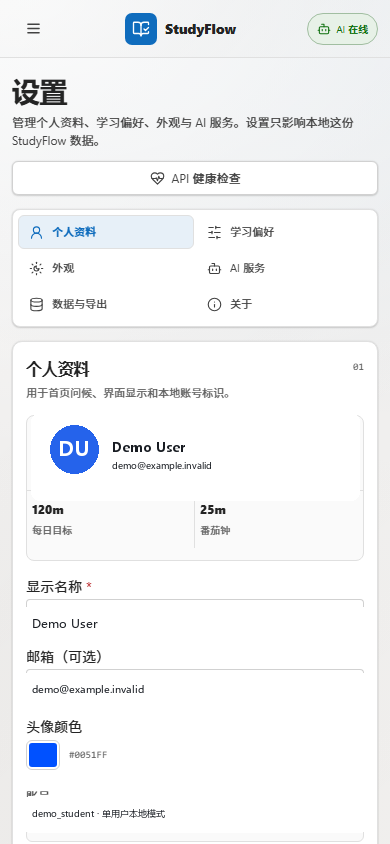 StudyFlow
AI 在线
设置
管理个人资料、学习偏好、外观与 AI 服务。设置只影响本地这份
StudyFlow 数据。
API 健康检查
个人资料
学习偏好
外观
AI 服务
数据与导出
关于
个人资料
01
用于首页问候、界面显示和本地账号标识。
DU
Demo User
demo@example.invalid
120m
25m
每日目标
番茄钟
显示名称 *
Demo User
邮箱（可选）
demo@example.invalid
头像颜色
#0051FF
demo_student · 单用户本地模式